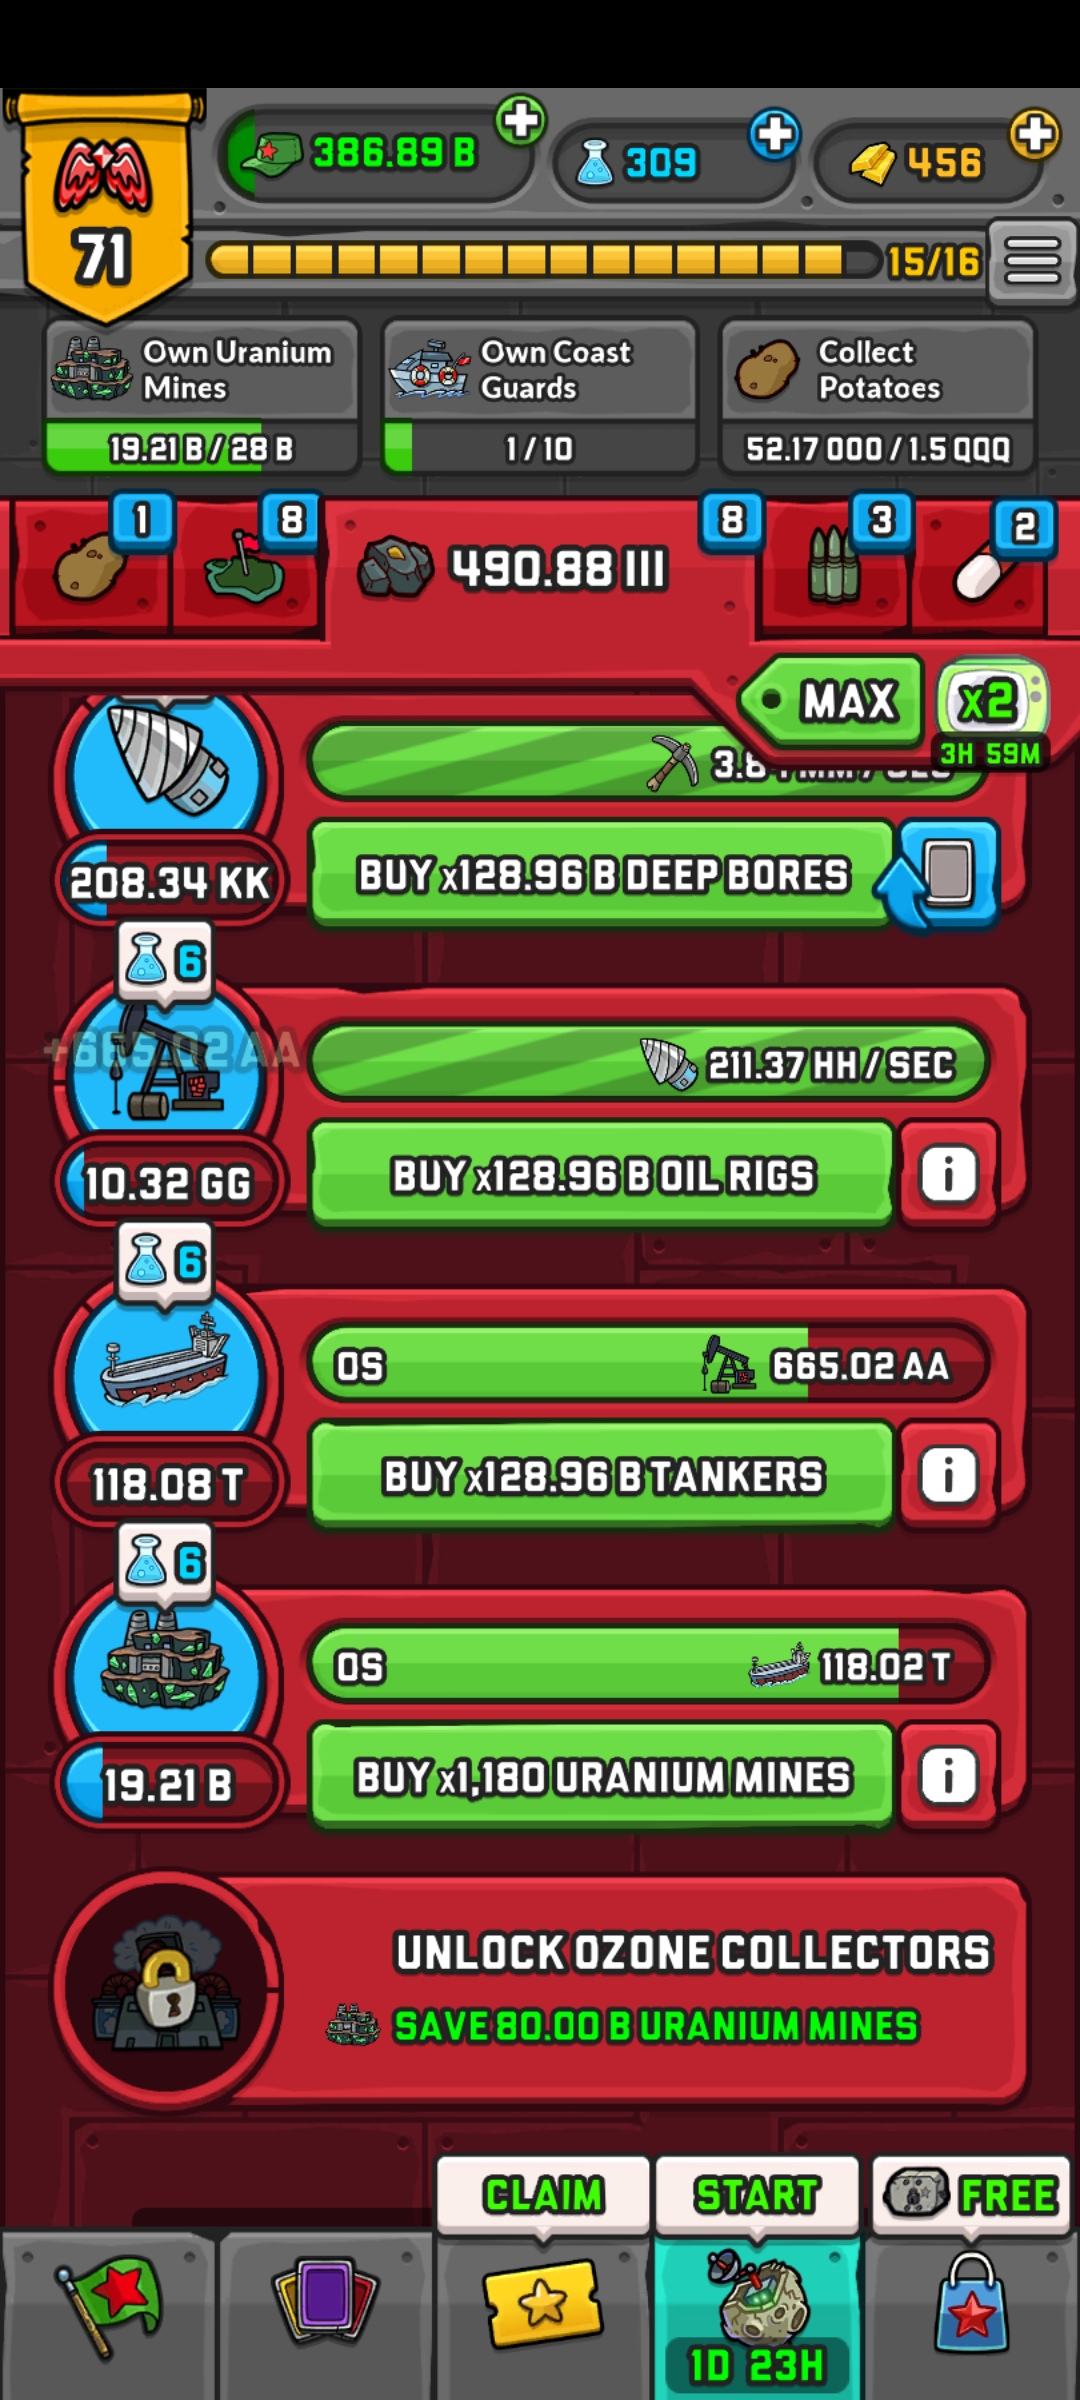 386.89 B
309
456
71
15/16
Own Uranium
Mines
19.21 B / 28 B
Own Coast
Guards
1 / 10
Collect
Potatoes
52.17 OOO / 1.5 QQQ
1
8
490.88 III
8
3
2
MAX
x2
3H 59M
208.34 KK
BUY x128.96 B DEEP BORES
6
+665.02 AA
211.37 HH / SEC
10.32 GG
BUY x128.96 B OIL RIGS
6
0S
665.02 AA
118.08 T
BUY x128.96 B TANKERS
6
0S
118.02 T
19.21 B
BUY x1,180 URANIUM MINES
UNLOCK OZONE COLLECTORS
SAVE 80.00 B URANIUM MINES
CLAIM
START
FREE
1D 23H